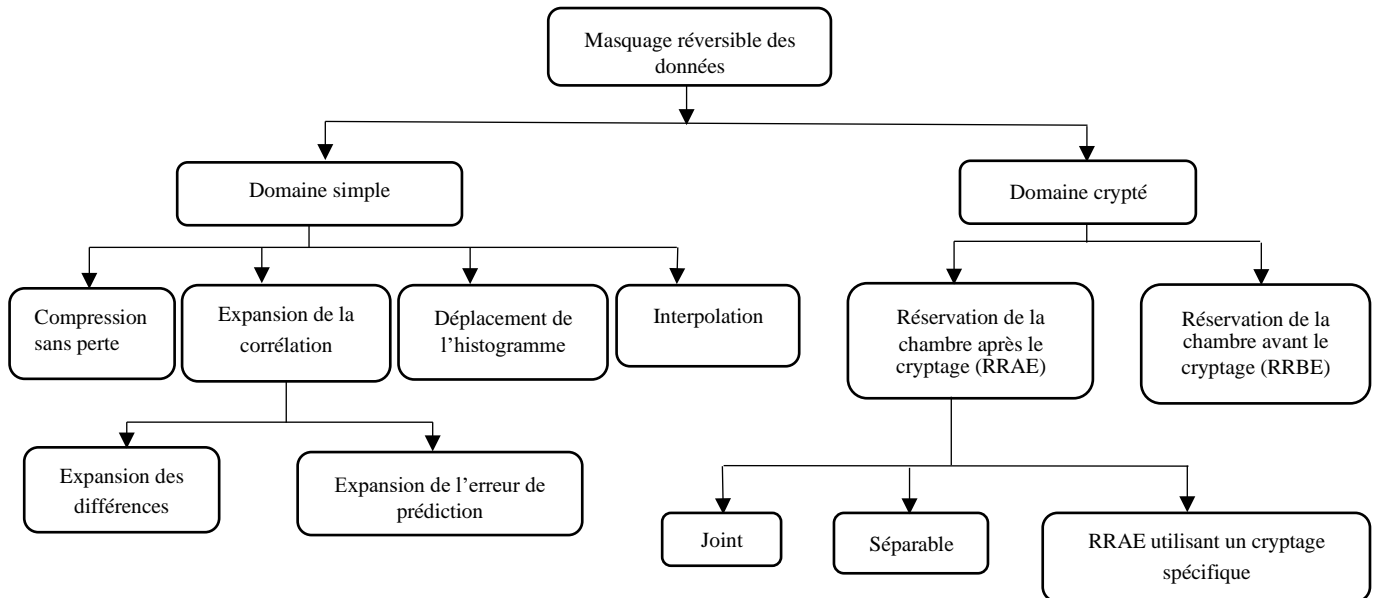 Masquage réversible des
données
Domaine simple
Domaine crypté
Compression
sans perte
Expansion de la
corrélation
Déplacement de
l’histogramme
Interpolation
Réservation de la
chambre après le
cryptage (RRAE)
Réservation de la
chambre avant le
cryptage (RRBE)
Expansion des
différences
Expansion de l’erreur de
prédiction
Joint
Séparable
RRAE utilisant un cryptage
spécifique